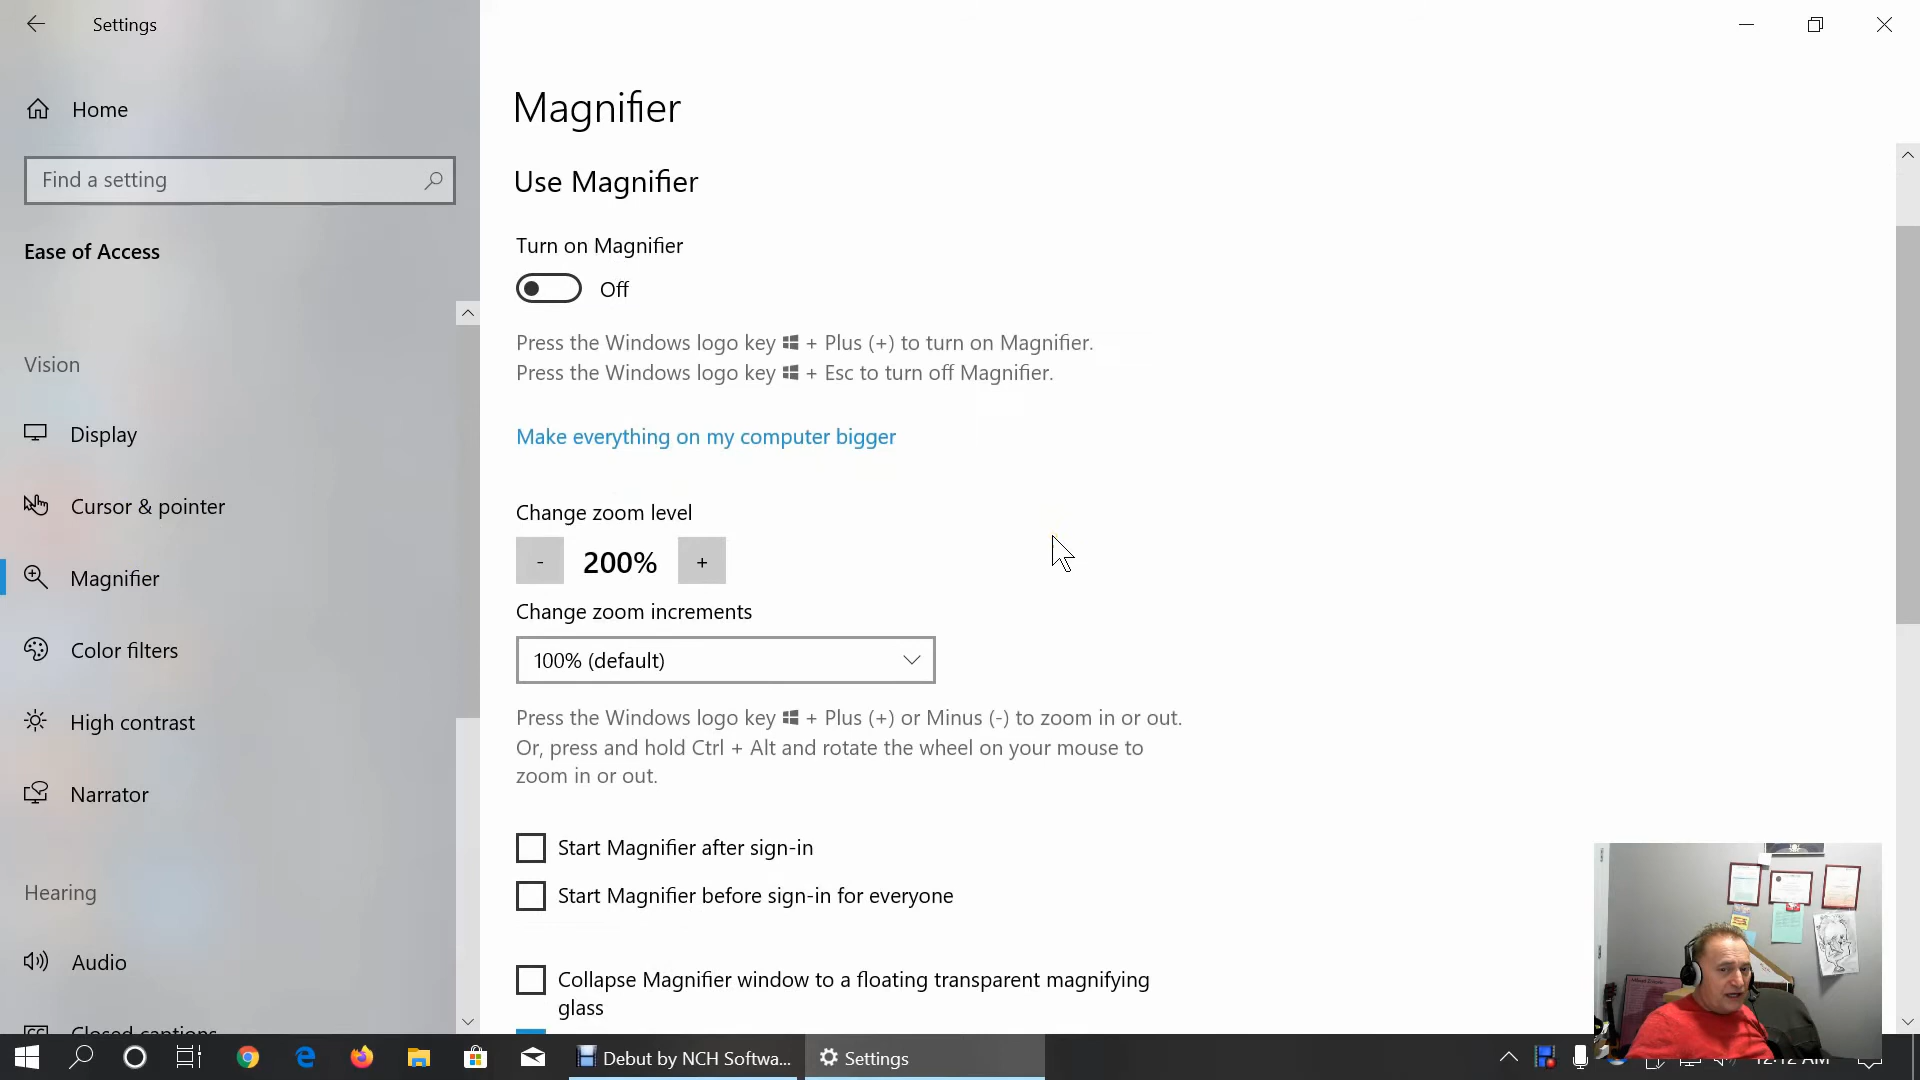 Settings
Home
Find a setting
Ease of Access
Vision
Display
Cursor & pointer
Magnifier
Color filters
High contrast
Narrator
Hearing
Audio
Closed captions
Magnifier
Use Magnifier
Turn on Magnifier
Off
Press the Windows logo key + Plus (+) to turn on Magnifier.
Press the Windows logo key + Esc to turn off Magnifier.
Make everything on my computer bigger
Change zoom level
- 200% +
Change zoom increments
100% (default)
Press the Windows logo key + Plus (+) or Minus (-) to zoom in or out.
Or, press and hold Ctrl + Alt and rotate the wheel on your mouse to
zoom in or out.
Start Magnifier after sign-in
Start Magnifier before sign-in for everyone
Collapse Magnifier window to a floating transparent magnifying
glass
Debut by NCH Softwa...
Settings
12:12 AM